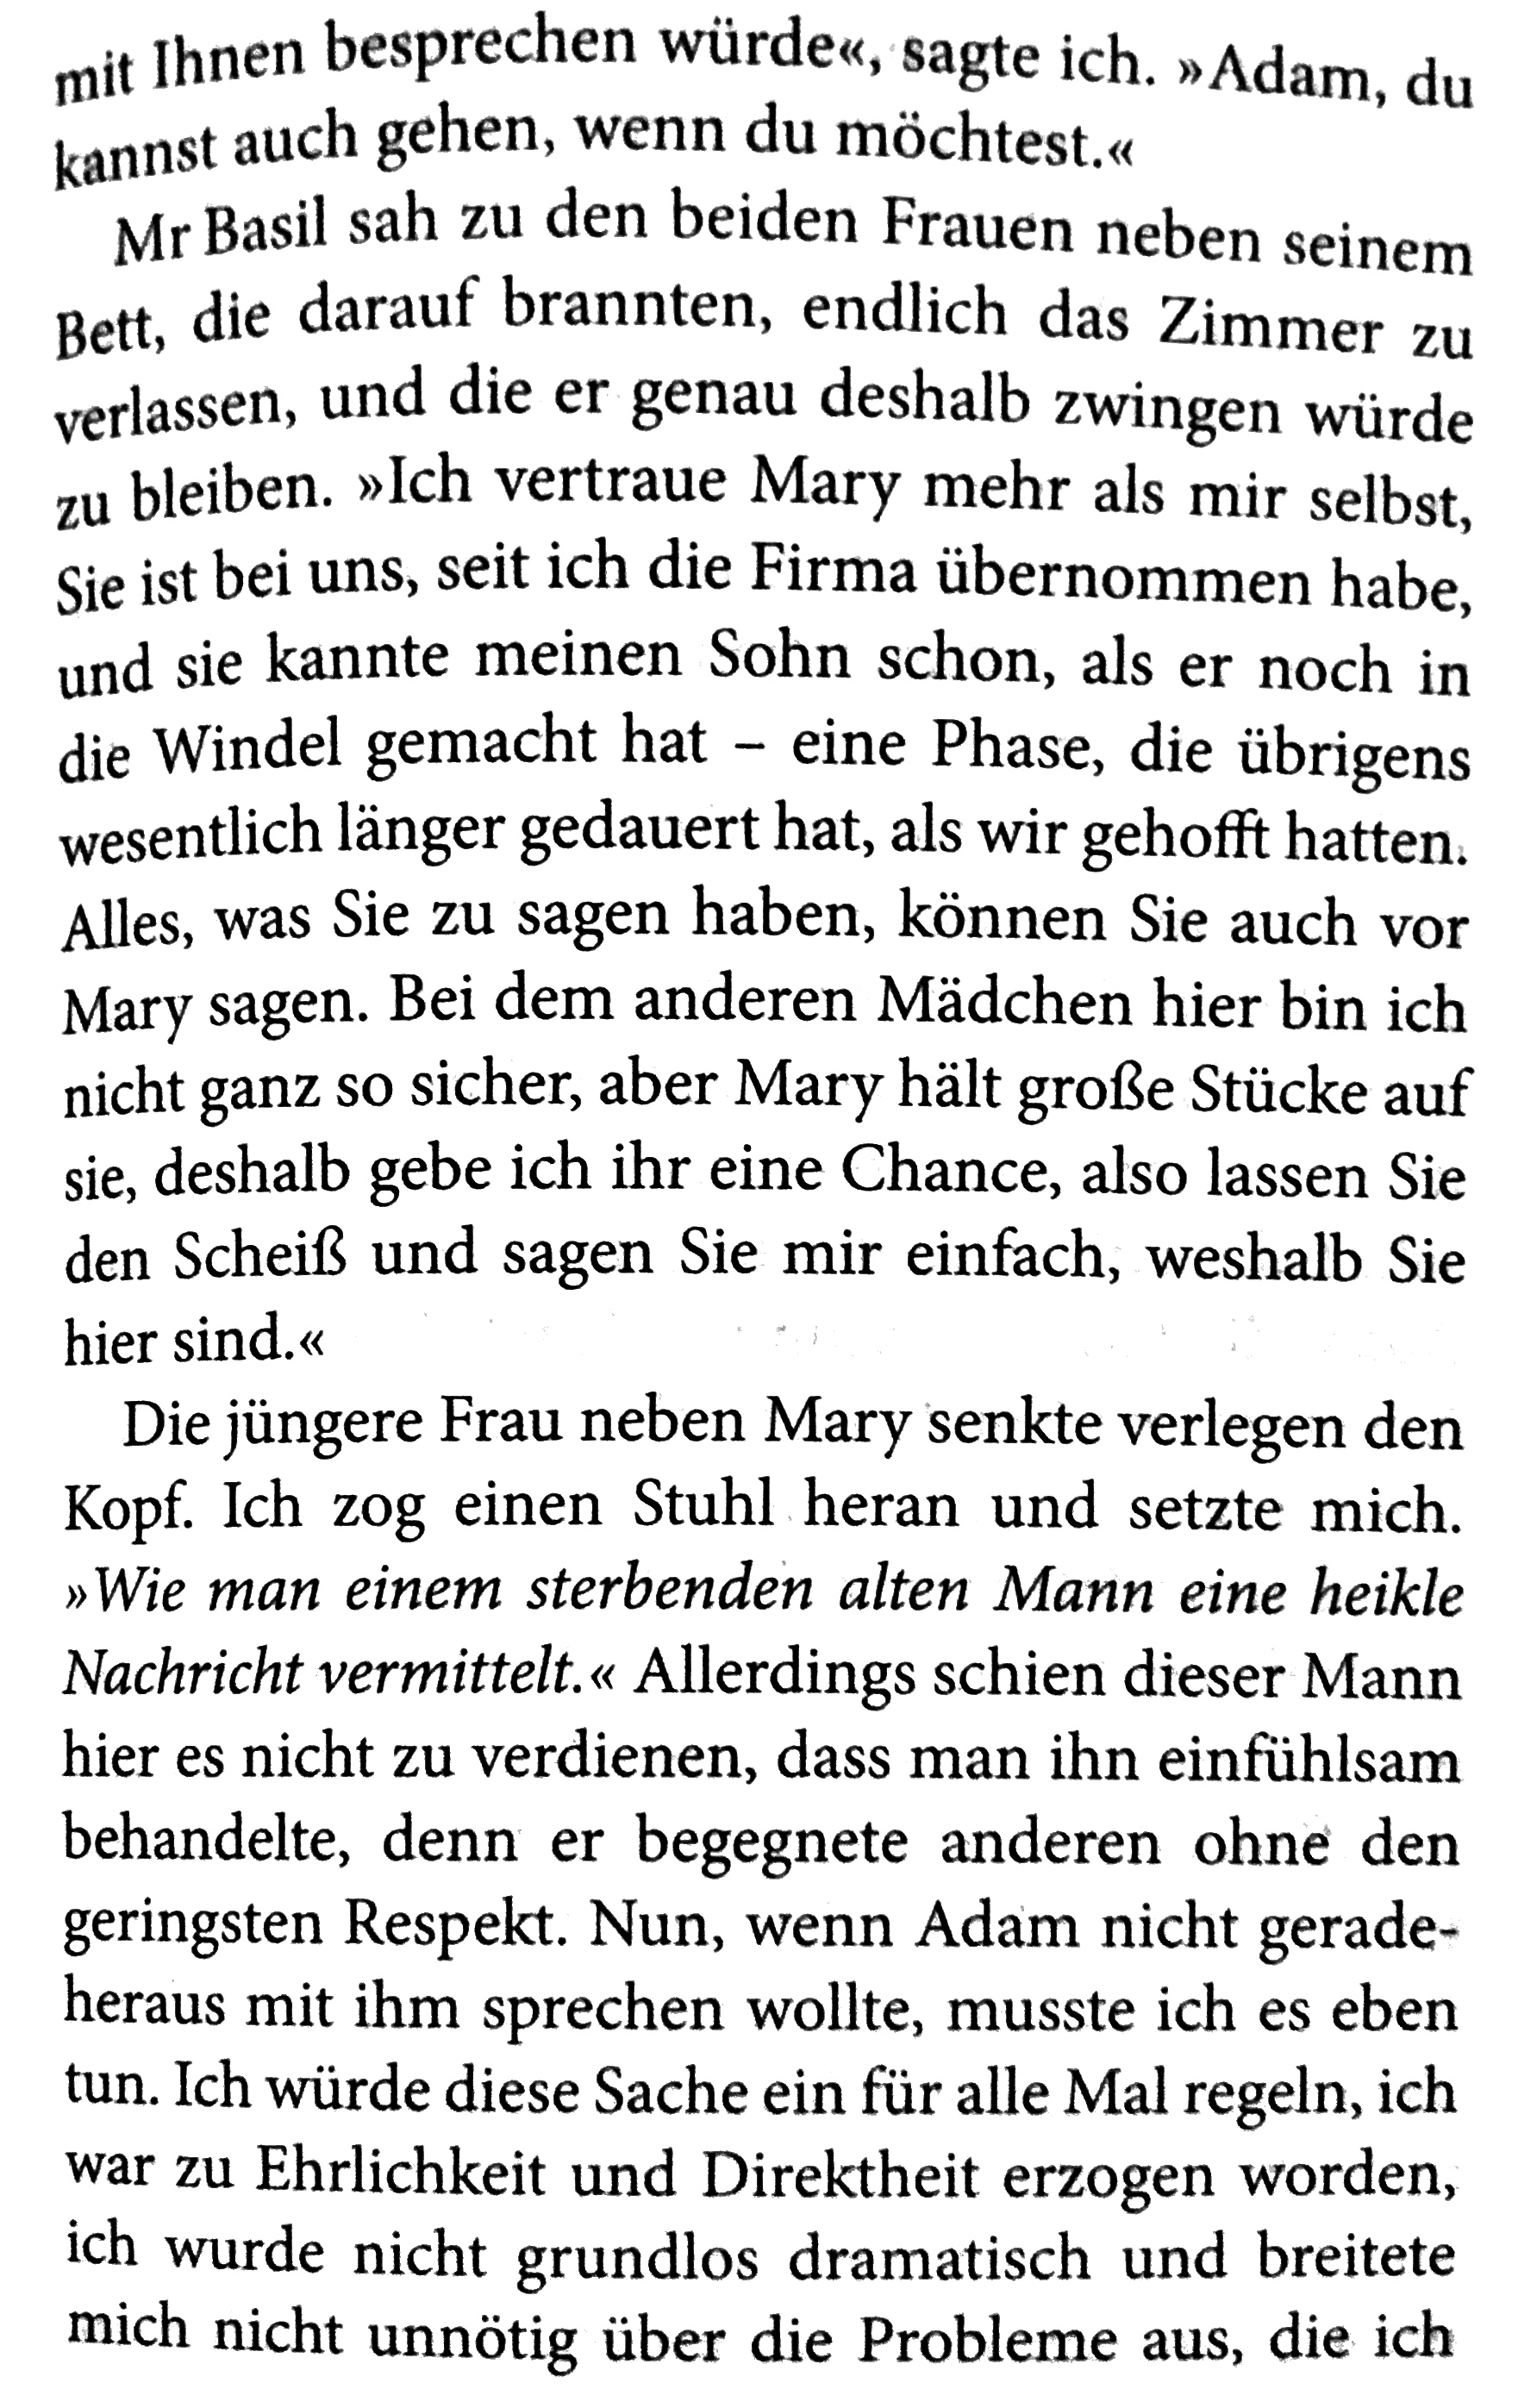 mit Ihnen besprechen würde«, sagte ich. »Adam, du
kannst auch gehen, wenn du möchtest.«
Mr Basil sah zu den beiden Frauen neben seinem
Bett, die darauf brannten, endlich das Zimmer zu
verlassen, und die er genau deshalb zwingen würde
zu bleiben. »Ich vertraue Mary mehr als mir selbst,
Sie ist bei uns, seit ich die Firma übernommen habe,
und sie kannte meinen Sohn schon, als er noch in
die Windel gemacht hat – eine Phase, die übrigens
wesentlich länger gedauert hat, als wir gehofft hatten.
Alles, was Sie zu sagen haben, können Sie auch vor
Mary sagen. Bei dem anderen Mädchen hier bin ich
nicht ganz so sicher, aber Mary hält große Stücke auf
sie, deshalb gebe ich ihr eine Chance, also lassen Sie
den Scheiß und sagen Sie mir einfach, weshalb Sie
hier sind.«
Die jüngere Frau neben Mary senkte verlegen den
Kopf. Ich zog einen Stuhl heran und setzte mich.
»Wie man einem sterbenden alten Mann eine heikle
Nachricht vermittelt.« Allerdings schien dieser Mann
hier es nicht zu verdienen, dass man ihn einfühlsam
behandelte, denn er begegnete anderen ohne den
geringsten Respekt. Nun, wenn Adam nicht gerade-
heraus mit ihm sprechen wollte, musste ich es eben
tun. Ich würde diese Sache ein für alle Mal regeln, ich
war zu Ehrlichkeit und Direktheit erzogen worden,
ich wurde nicht grundlos dramatisch und breitete
mich nicht unnötig über die Probleme aus, die ich